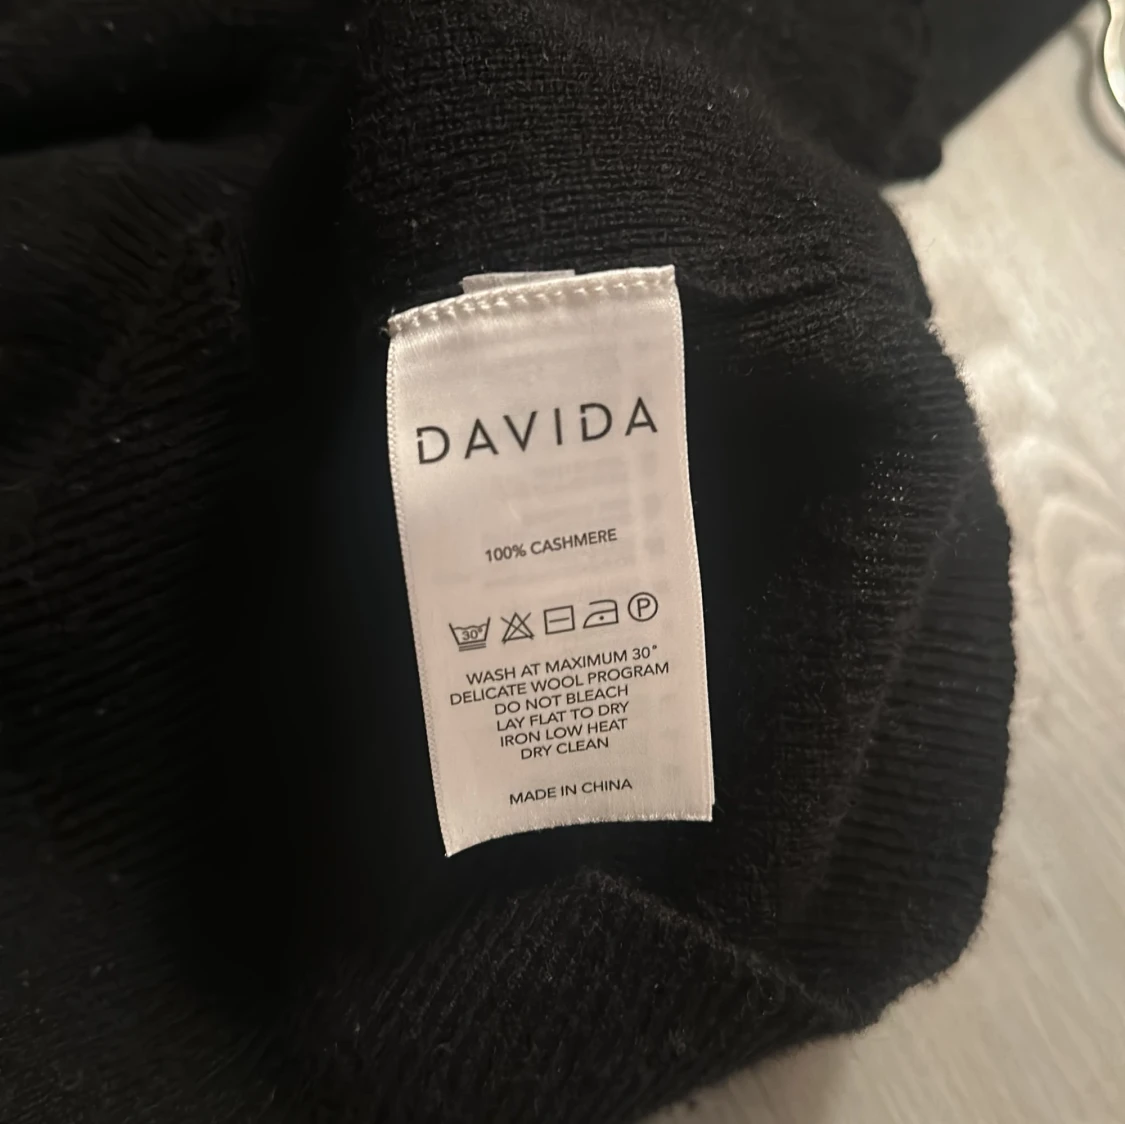 DAVIDA
100% CASHMERE
30°
P
WASH AT MAXIMUM 30°
DELICATE WOOL PROGRAM
DO NOT BLEACH
LAY FLAT TO DRY
IRON LOW HEAT
DRY CLEAN
MADE IN CHINA